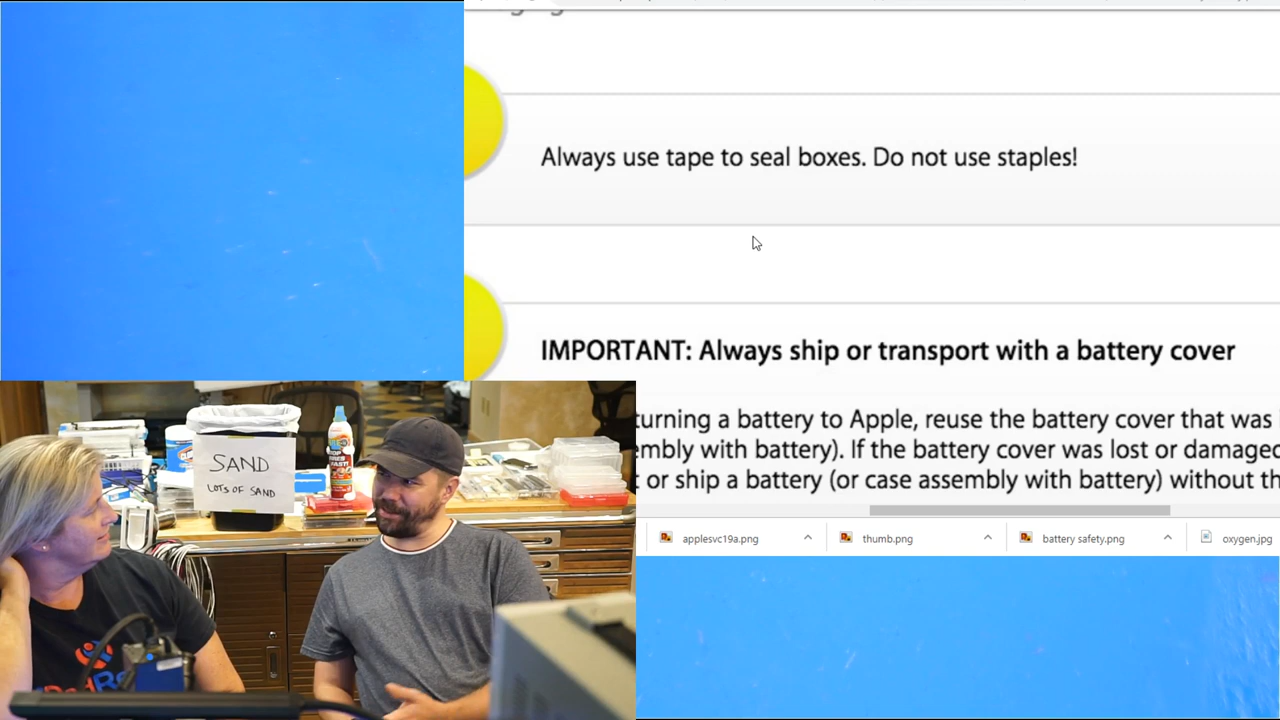 Always use tape to seal boxes. Do not use staples!
IMPORTANT: Always ship or transport with a battery cover
turning a battery to Apple, reuse the battery cover that was
embly with battery). If the battery cover was lost or damaged
or ship a battery (or case assembly with battery) without th
applesvc19a.png
thumb.png
battery safety.png
oxygen.jpg
SAND
LOTS OF SAND